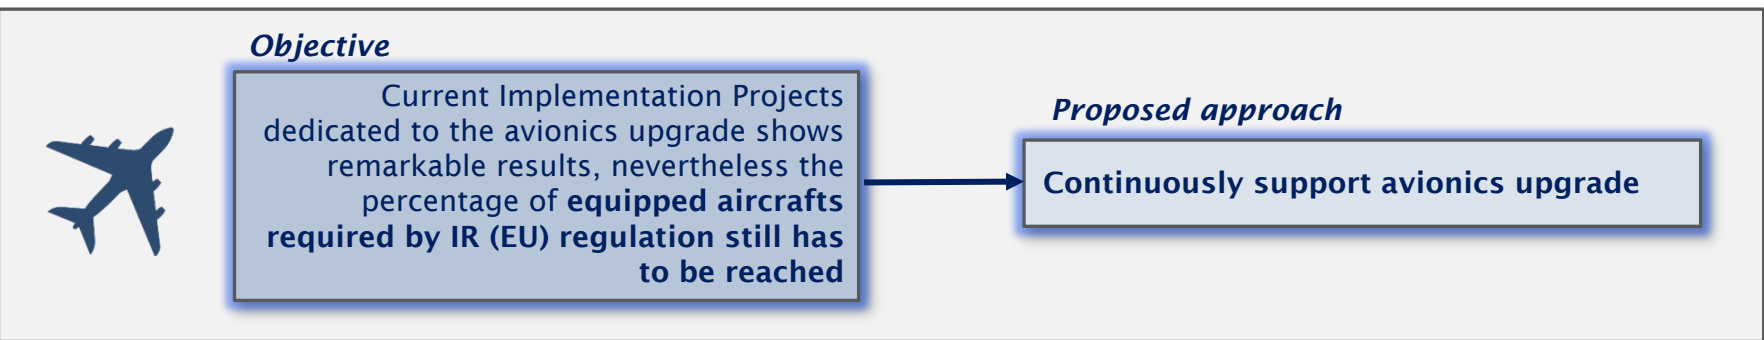 Objective
Current Implementation Projects
dedicated to the avionics upgrade shows
remarkable results, nevertheless the
percentage of equipped aircrafts
required by IR (EU) regulation still has
to be reached
Proposed approach
Continuously support avionics upgrade